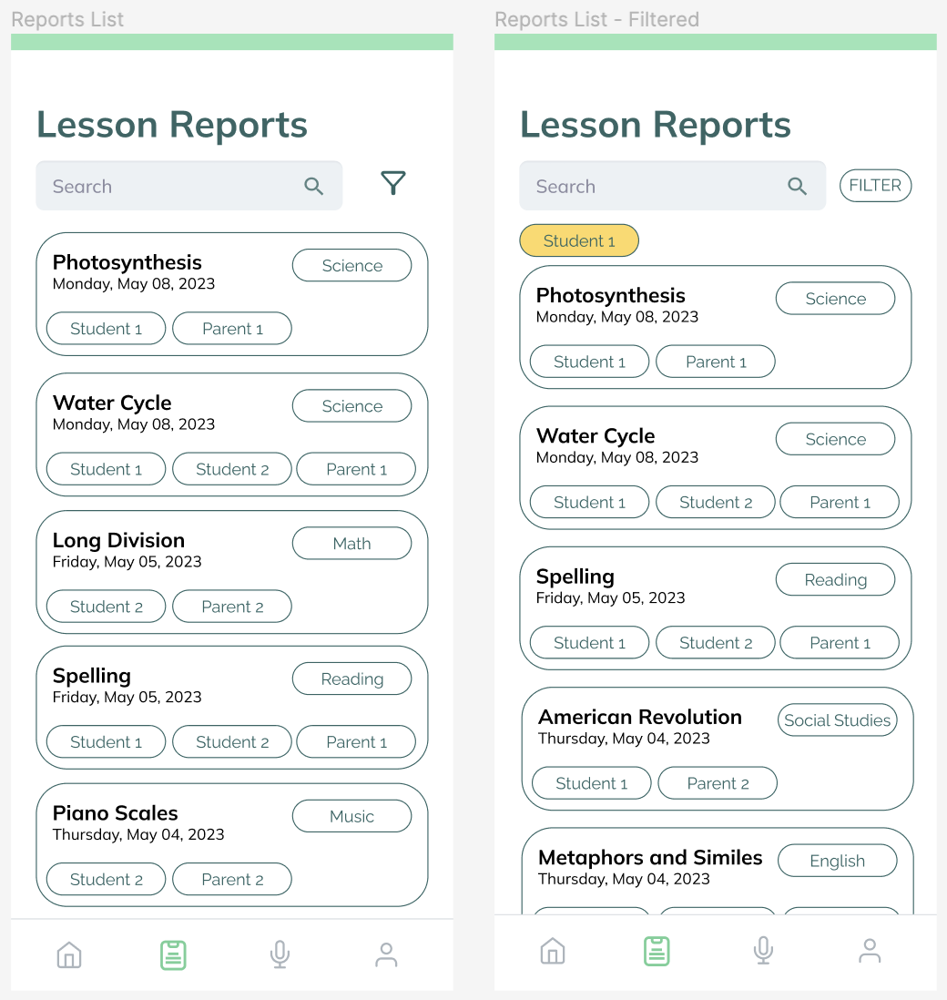 Reports List
Lesson Reports
Search
Photosynthesis
Science
Monday, May 08, 2023
Student 1 Parent 1
Water Cycle
Science
Monday, May 08, 2023
Student 1 Student 2 Parent 1
Long Division
Math
Friday, May 05, 2023
Student 2 Parent 2
Spelling
Reading
Friday, May 05, 2023
Student 1 Student 2 Parent 1
Piano Scales
Music
Thursday, May 04, 2023
Student 2 Parent 2
Reports List - Filtered
Lesson Reports
Search
FILTER
Student 1
Photosynthesis
Science
Monday, May 08, 2023
Student 1 Parent 1
Water Cycle
Science
Monday, May 08, 2023
Student 1 Student 2 Parent 1
Spelling
Reading
Friday, May 05, 2023
Student 1 Student 2 Parent 1
American Revolution
Social Studies
Thursday, May 04, 2023
Student 1 Parent 2
Metaphors and Similes
English
Thursday, May 04, 2023